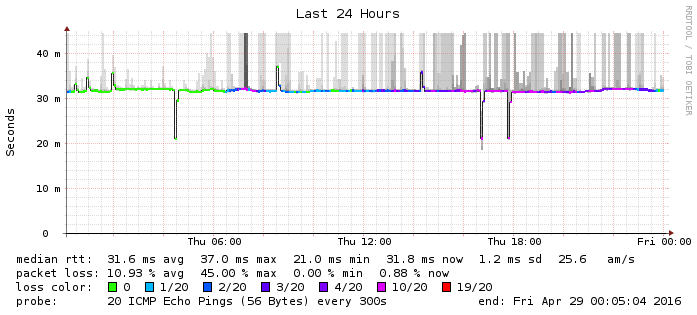 Last 24 Hours
RRDTOOL / TOBI OETIKER
Seconds
40 m
30 m
20 m
10 m
0
Thu 06:00 Thu 12:00 Thu 18:00 Fri 00:00
median rtt: 31.6 ms avg 37.0 ms max 21.0 ms min 31.8 ms now 1.2 ms sd 25.6 am/s
packet loss: 10.93 % avg 45.00 % max 0.00 % min 0.88 % now
loss color: 0 1/20 2/20 3/20 4/20 10/20 19/20
probe: 20 ICMP Echo Pings (56 Bytes) every 300s end: Fri Apr 29 00:05:04 2016